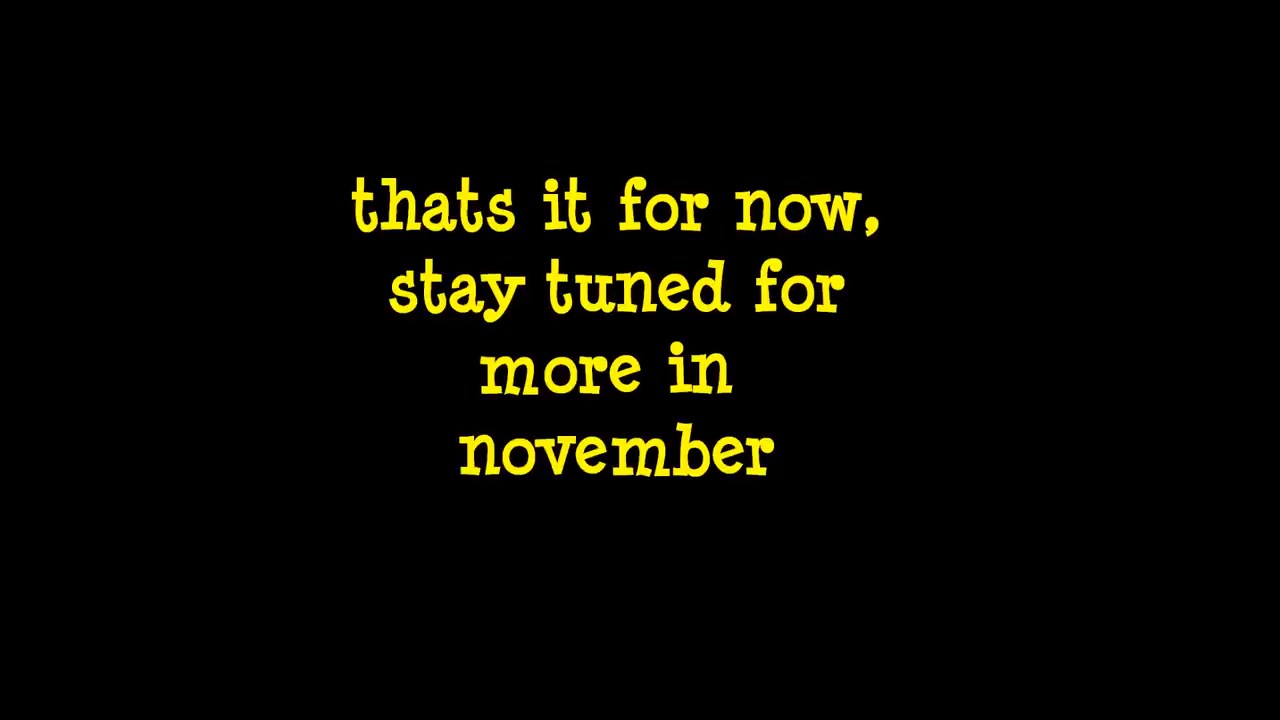 thats it for now,
stay tuned for
more in
november